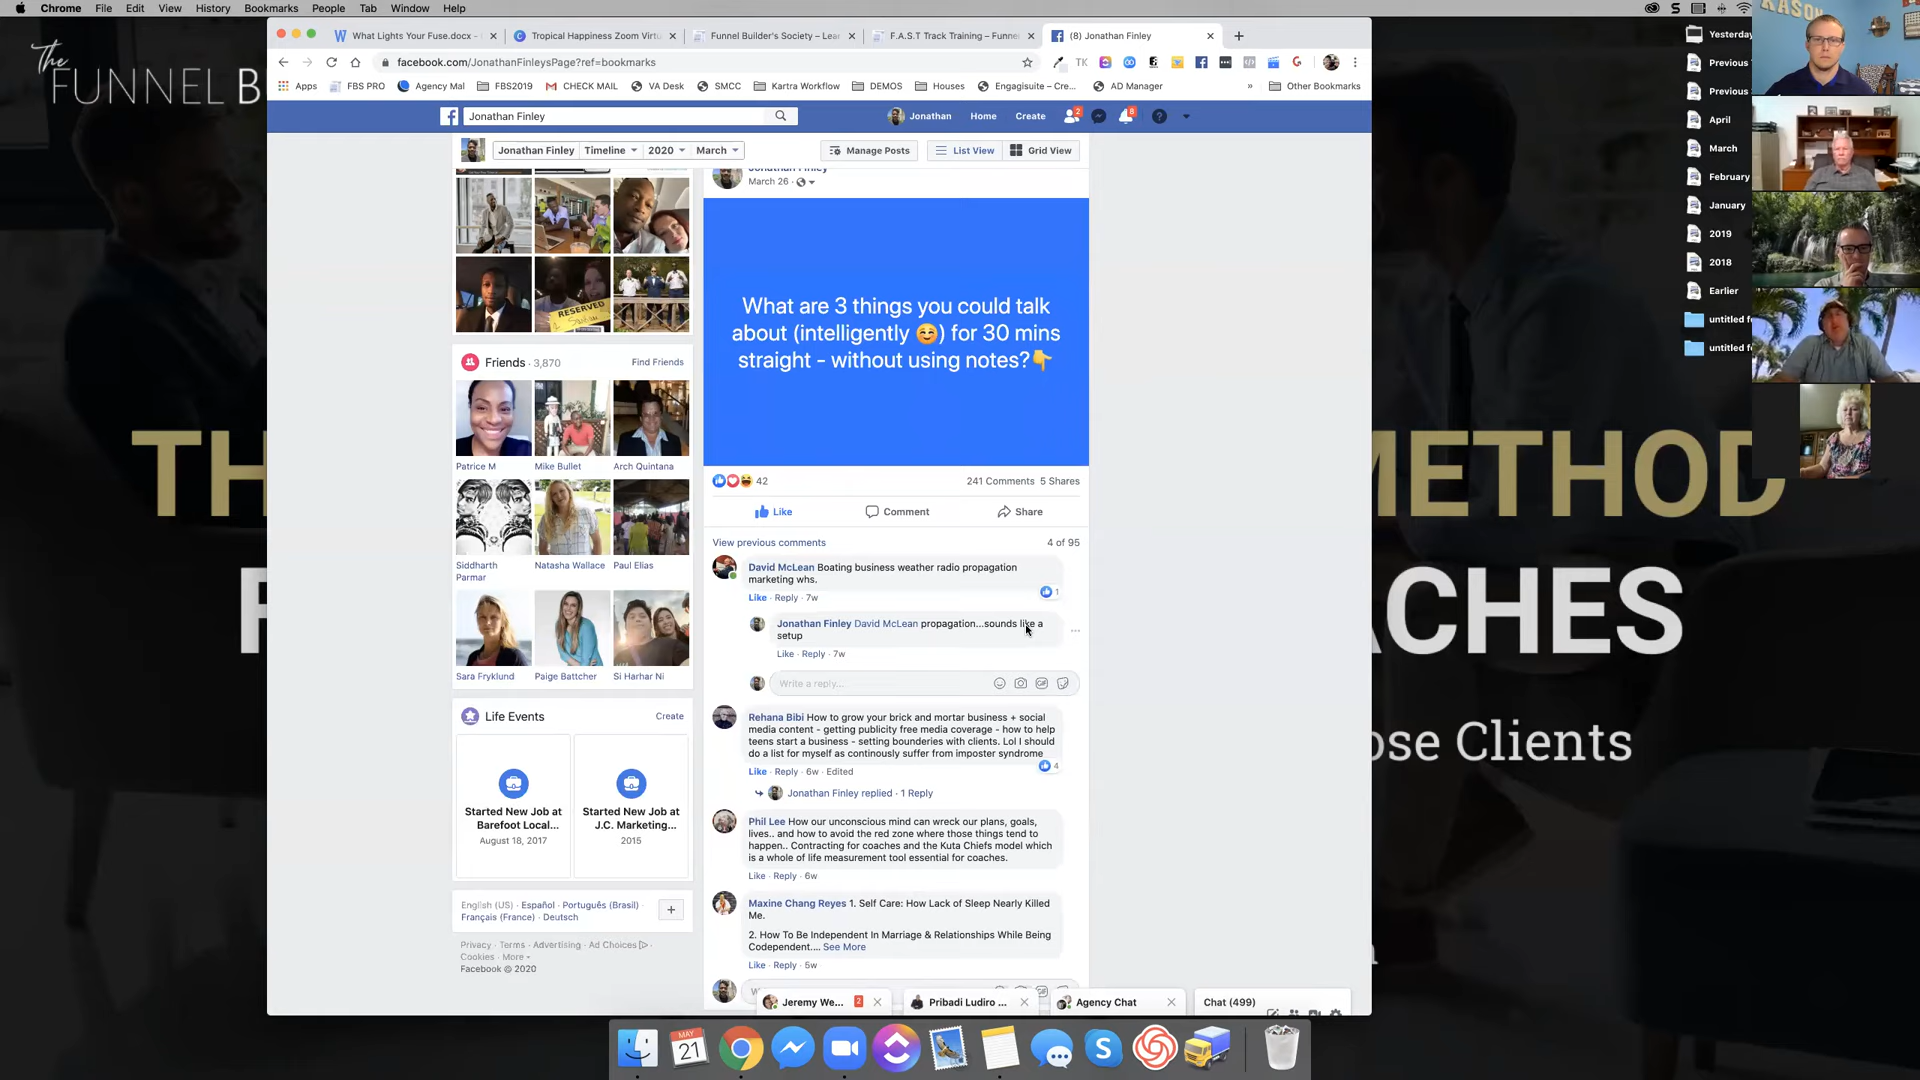 Chrome File Edit View History Bookmarks People Tab Window Help
What Lights Your Fuse.docx -
Tropical Happiness Zoom Virtu
Funnel Builder's Society – Lea
F.A.S.T Track Training – Funne
(8) Jonathan Finley
facebook.com/JonathanFinleysPage?ref=bookmarks
TK
Apps FBS PRO Agency Mal FBS2019 CHECK MAIL VA Desk SMCC Kartra Workflow DEMOS Houses Engagisuite – Cre... AD Manager » Other Bookmarks
Jonathan Finley
Jonathan Home Create 2 8
Jonathan Finley Timeline 2020 March Manage Posts List View Grid View
The
FUNNEL B
Yesterday
Previous
Previous
April
March
February
January
2019
2018
Earlier
untitled f
untitled f
KASON
RESERVED
Friends · 3,870 Find Friends
Patrice M Mike Bullet Arch Quintana
Siddharth Parmar Natasha Wallace Paul Elias
Sara Fryklund Paige Battcher Si Harhar Ni
Life Events Create
Started New Job at Barefoot Local...
August 18, 2017
Started New Job at J.C. Marketing...
2015
English (US) · Español · Português (Brasil) ·
Français (France) · Deutsch
Privacy · Terms · Advertising · Ad Choices ·
Cookies · More
Facebook © 2020
Jonathan Finley
March 26 ·
What are 3 things you could talk
about (intelligently ☺️) for 30 mins
straight - without using notes?👇
42 241 Comments 5 Shares
Like Comment Share
View previous comments 4 of 95
David McLean Boating business weather radio propagation
marketing whs.
1
Like · Reply · 7w
Jonathan Finley David McLean propagation...sounds like a
setup
Like · Reply · 7w
Write a reply...
Rehana Bibi How to grow your brick and mortar business + social
media content - getting publicity free media coverage - how to help
teens start a business - setting bounderies with clients. Lol I should
do a list for myself as continously suffer from imposter syndrome
4
Like · Reply · 6w · Edited
Jonathan Finley replied · 1 Reply
Phil Lee How our unconscious mind can wreck our plans, goals,
lives.. and how to avoid the red zone where those things tend to
happen.. Contracting for coaches and the Kuta Chiefs model which
is a whole of life measurement tool essential for coaches.
Like · Reply · 6w
Maxine Chang Reyes 1. Self Care: How Lack of Sleep Nearly Killed
Me.
2. How To Be Independent In Marriage & Relationships While Being
Codependent.... See More
Like · Reply · 5w
Jeremy We... 2 Pribadi Ludiro ... Agency Chat Chat (499)
TH
METHOD
ACHES
ose Clients
MAY
21